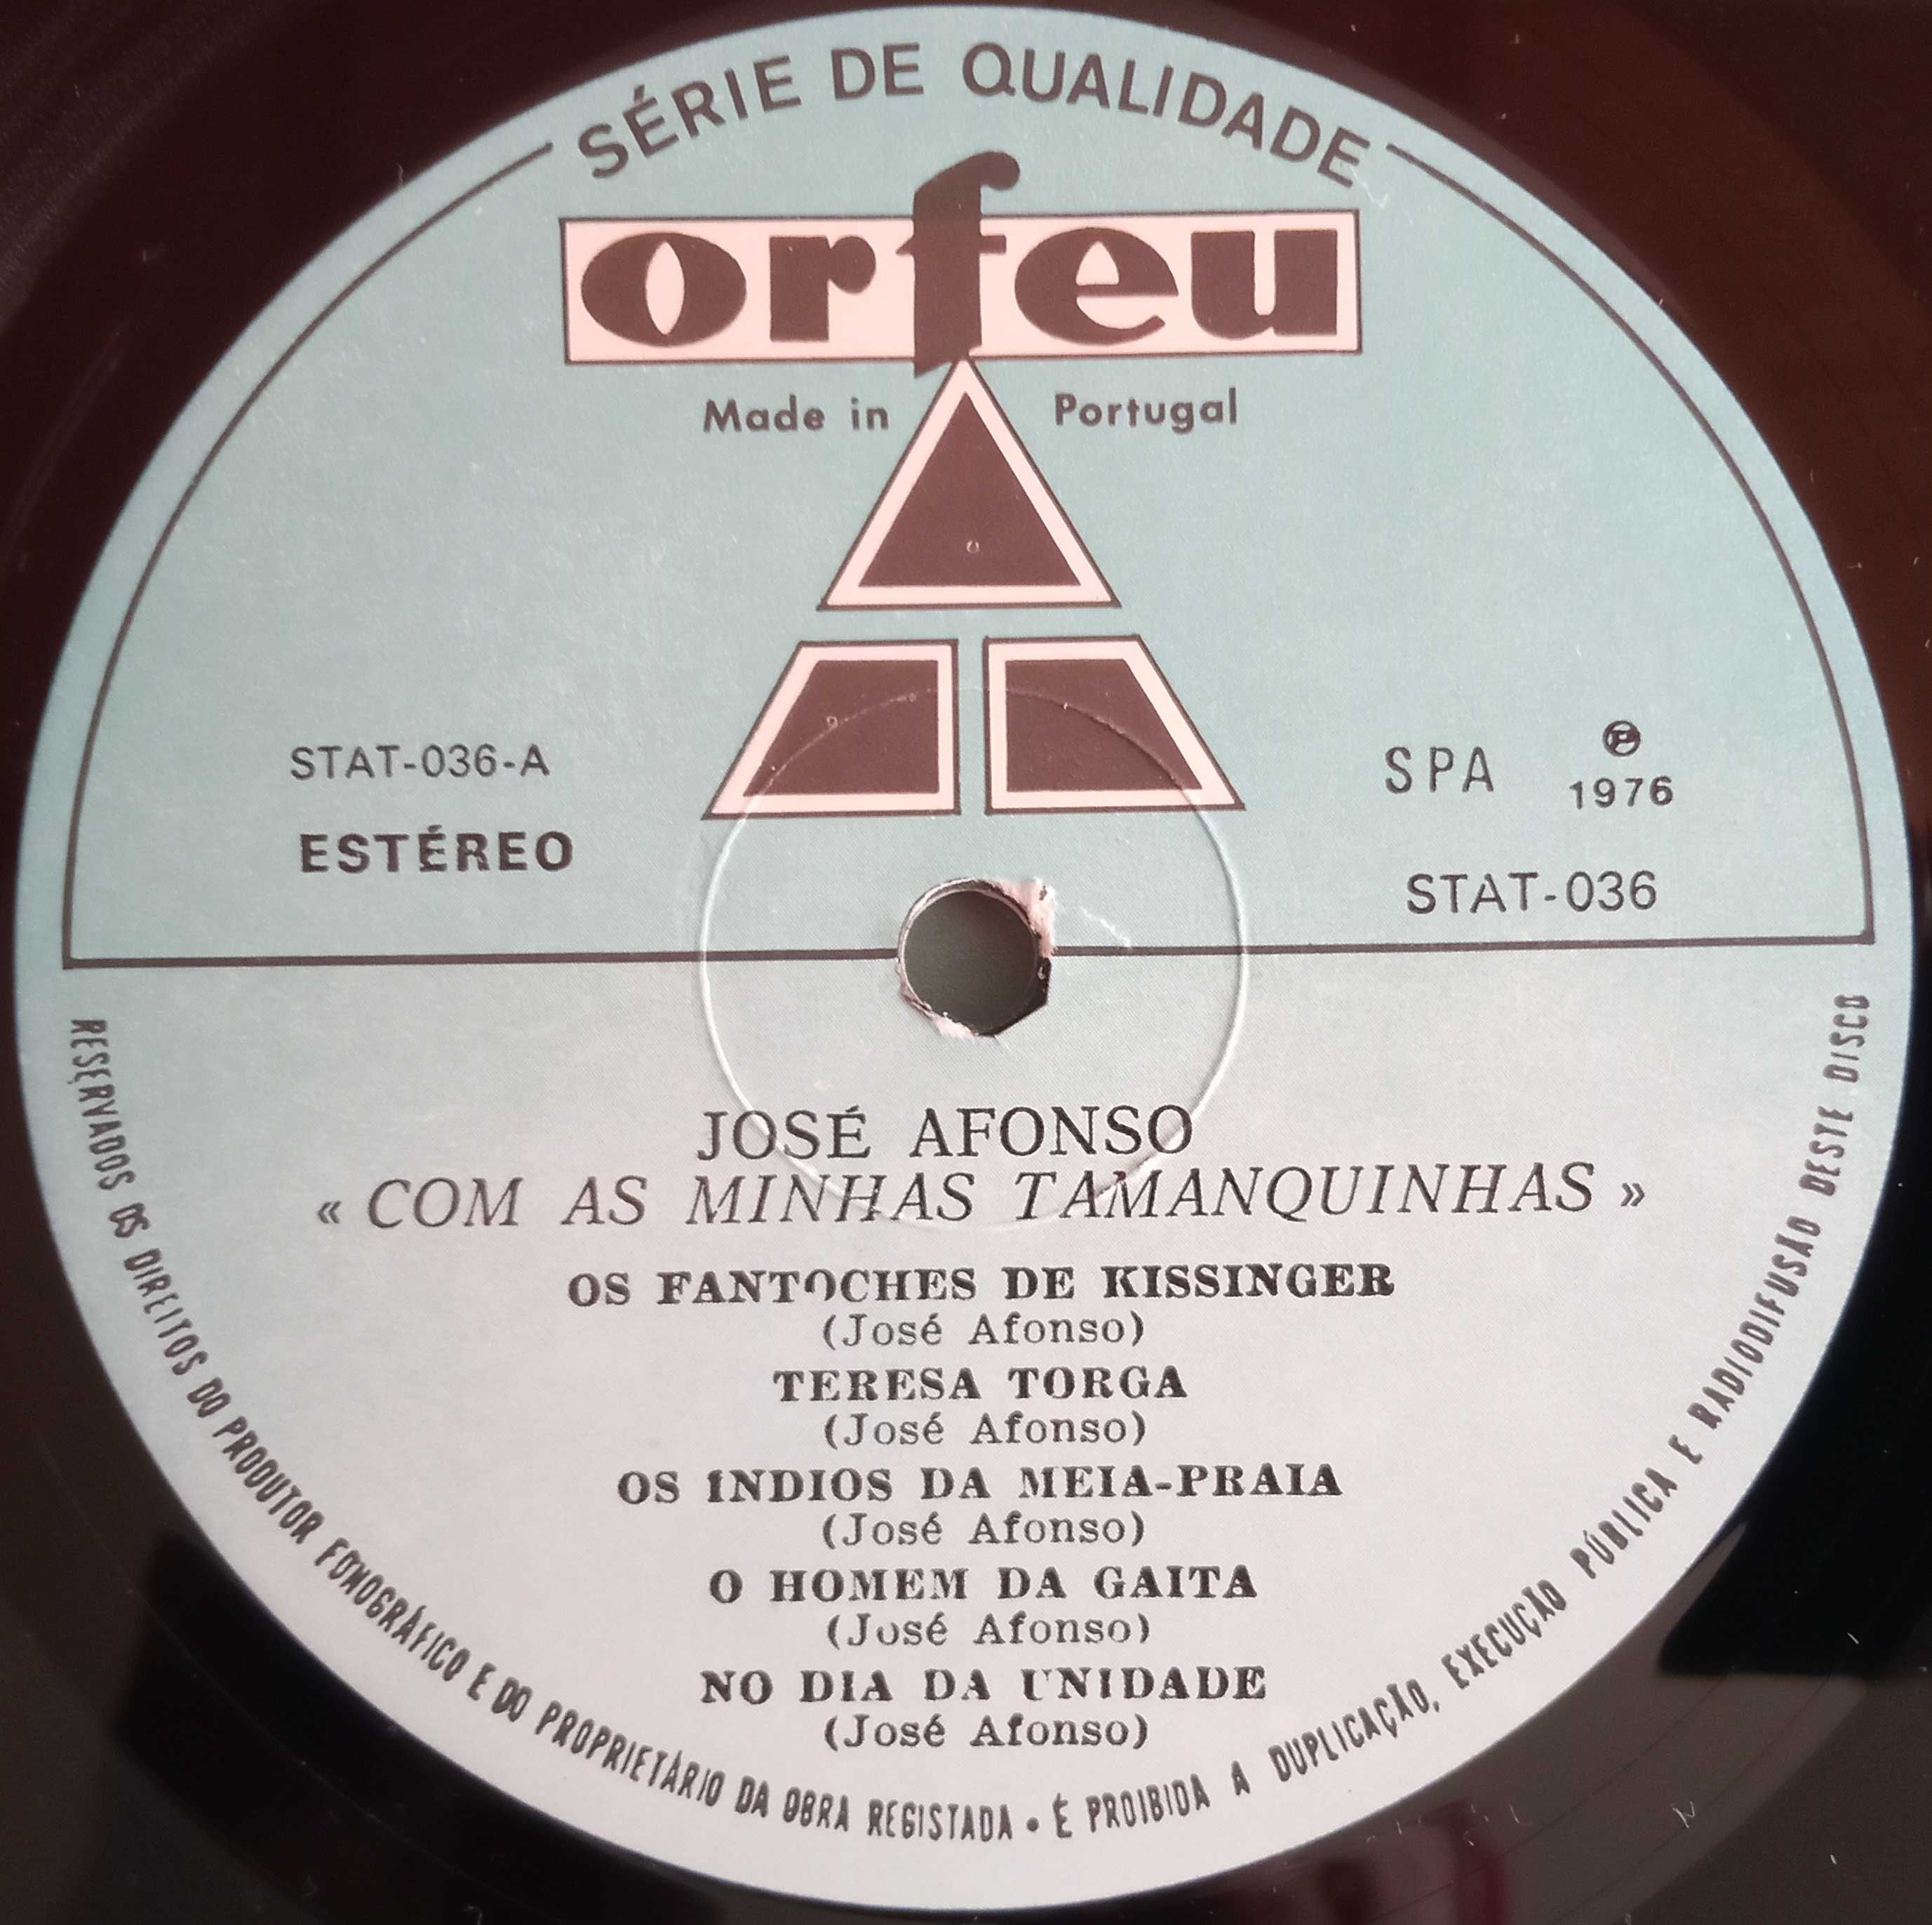 SÉRIE DE QUALIDADE
orfeu
Made in Portugal
STAT-036-A
ESTÉREO
SPA
℗
1976
STAT-036
JOSÉ AFONSO
« COM AS MINHAS TAMANQUINHAS »
OS FANTOCHES DE KISSINGER
(José Afonso)
TERESA TORGA
(José Afonso)
OS ÍNDIOS DA MEIA-PRAIA
(José Afonso)
O HOMEM DA GAITA
(José Afonso)
NO DIA DA UNIDADE
(José Afonso)
RESERVADOS OS DIREITOS DO PRODUTOR FONOGRÁFICO E DO PROPRIETÁRIO DA OBRA REGISTADA • É PROIBIDA A DUPLICAÇÃO, EXECUÇÃO PÚBLICA E RADIODIFUSÃO DESTE DISCO